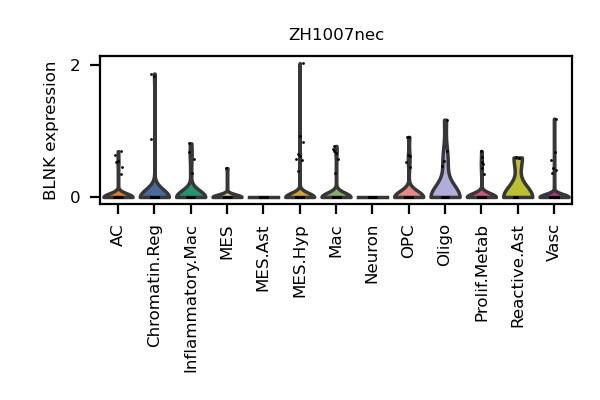 ZH1007nec
BLNK expression
2
0
AC
Chromatin.Reg
Inflammatory.Mac
MES
MES.Ast
MES.Hyp
Mac
Neuron
OPC
Oligo
Prolif.Metab
Reactive.Ast
Vasc